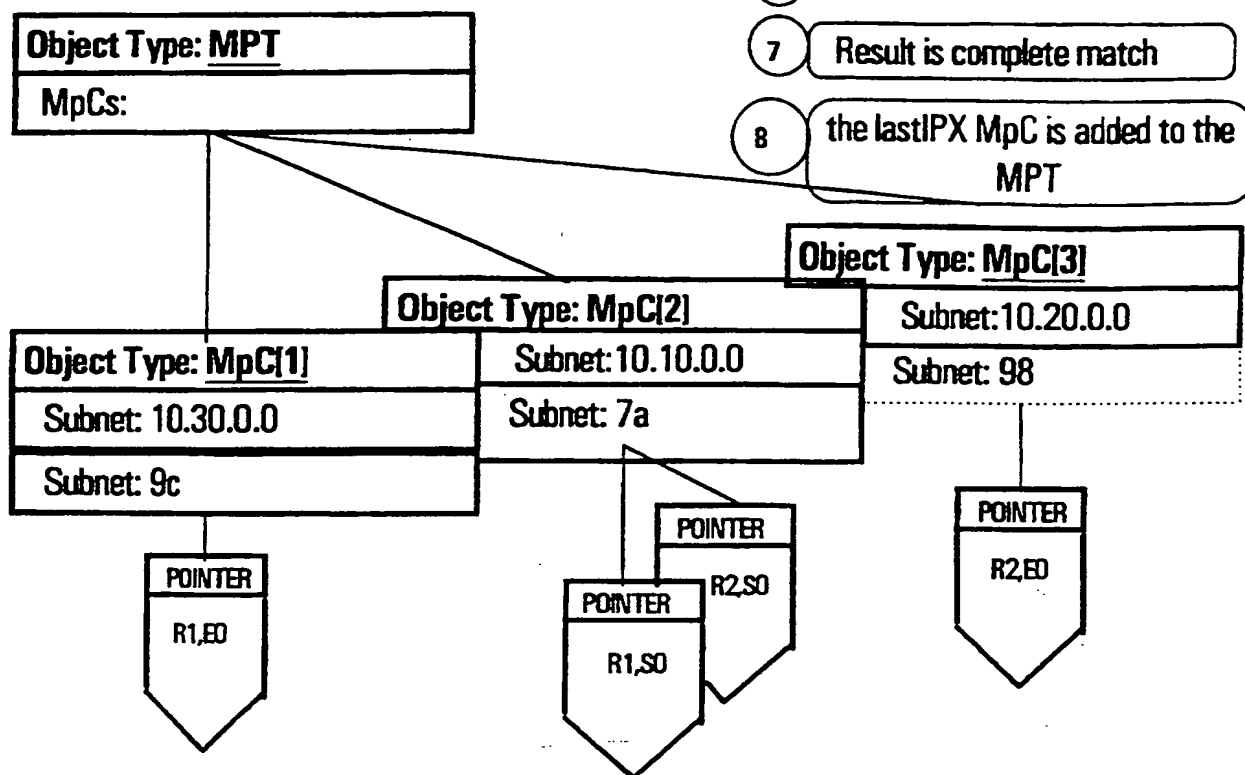 Object Type: MPT
MpCs:
7
Result is complete match
8
the lastIPX MpC is added to the
MPT
Object Type: MpC[3]
Subnet:10.20.0.0
Subnet: 98
Object Type: MpC[2]
Subnet:10.10.0.0
Subnet: 7a
Object Type: MpC[1]
Subnet: 10.30.0.0
Subnet: 9c
POINTER
R1,E0
POINTER
R1,S0
POINTER
R2,S0
POINTER
R2,E0